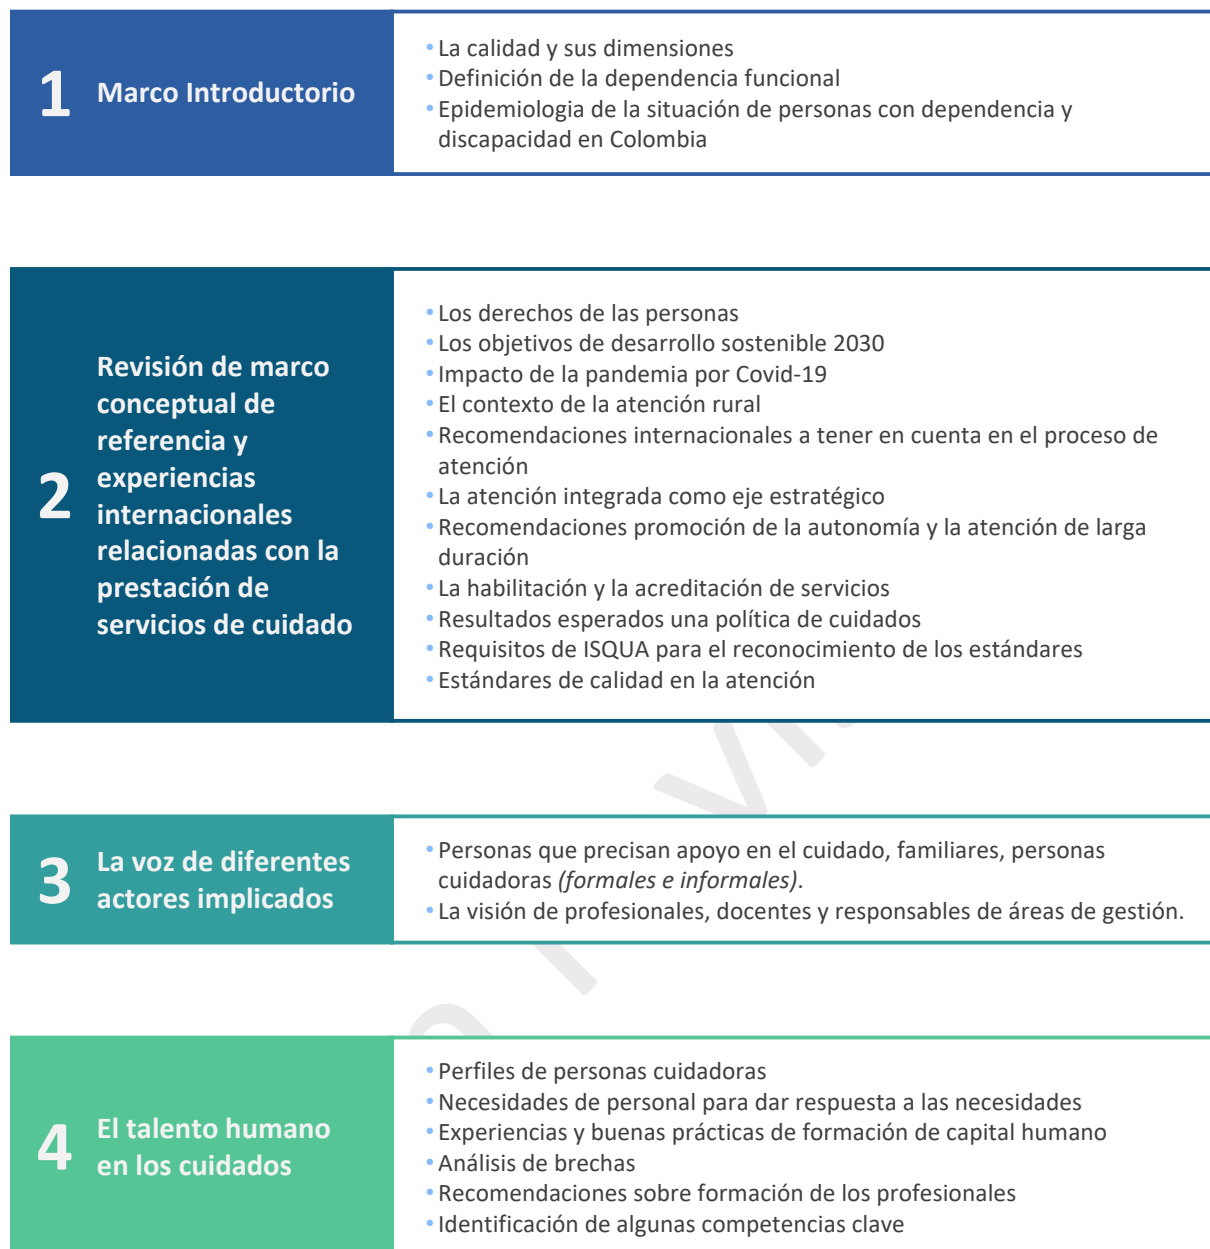 1
Marco Introductorio
• La calidad y sus dimensiones
• Definición de la dependencia funcional
• Epidemiologia de la situación de personas con dependencia y
discapacidad en Colombia
2
Revisión de marco
conceptual de
referencia y
experiencias
internacionales
relacionadas con la
prestación de
servicios de cuidado
• Los derechos de las personas
• Los objetivos de desarrollo sostenible 2030
• Impacto de la pandemia por Covid-19
• El contexto de la atención rural
• Recomendaciones internacionales a tener en cuenta en el proceso de
atención
• La atención integrada como eje estratégico
• Recomendaciones promoción de la autonomía y la atención de larga
duración
• La habilitación y la acreditación de servicios
• Resultados esperados una política de cuidados
• Requisitos de ISQUA para el reconocimiento de los estándares
• Estándares de calidad en la atención
3
La voz de diferentes
actores implicados
• Personas que precisan apoyo en el cuidado, familiares, personas
cuidadoras (formales e informales).
• La visión de profesionales, docentes y responsables de áreas de gestión.
4
El talento humano
en los cuidados
• Perfiles de personas cuidadoras
• Necesidades de personal para dar respuesta a las necesidades
• Experiencias y buenas prácticas de formación de capital humano
• Análisis de brechas
• Recomendaciones sobre formación de los profesionales
• Identificación de algunas competencias clave